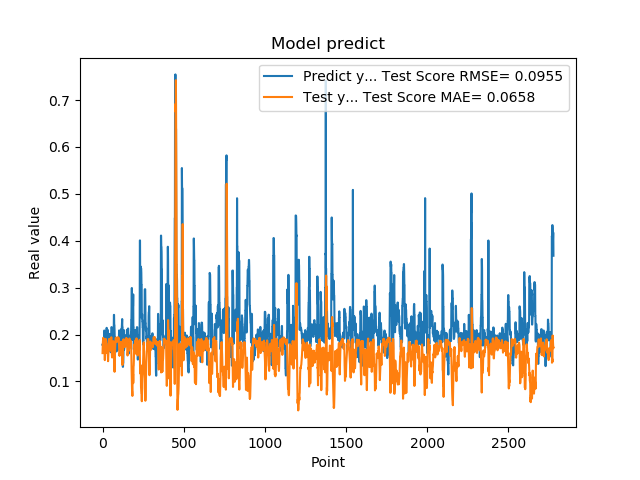 Model predict
Predict y... Test Score RMSE= 0.0955
Test y... Test Score MAE= 0.0658
0.7
0.6
0.5
0.4
0.3
0.2
0.1
Real value
0 500 1000 1500 2000 2500
Point